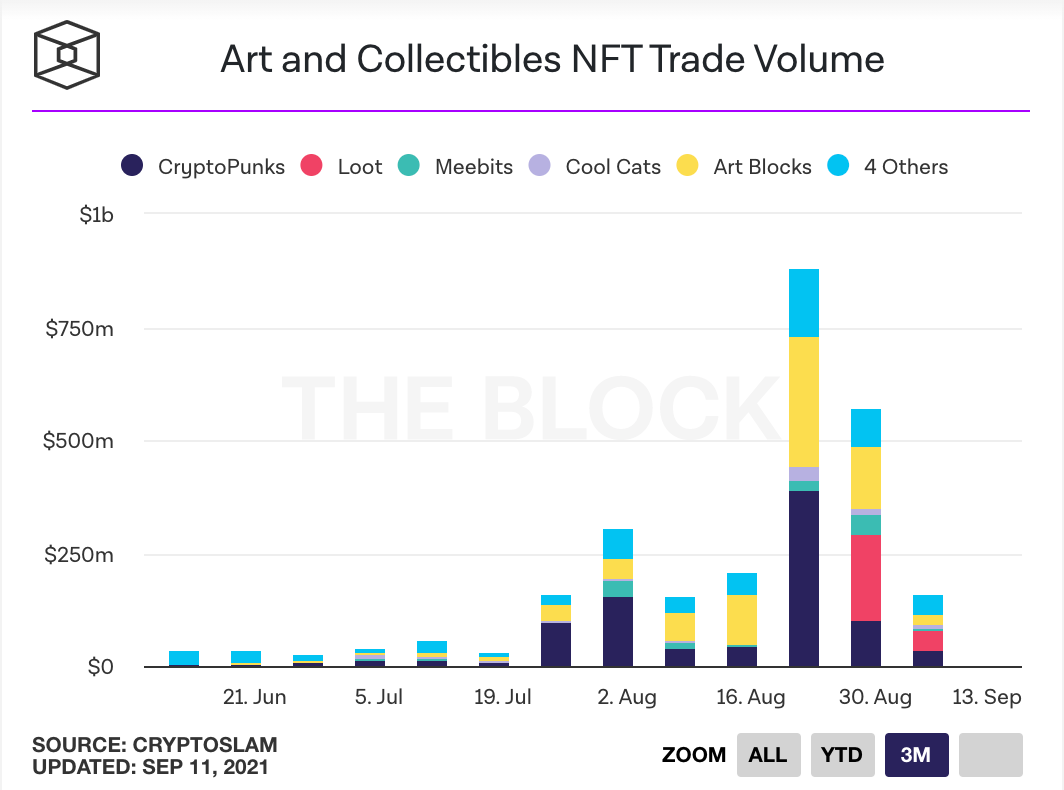 Art and Collectibles NFT Trade Volume
CryptoPunks Loot Meebits Cool Cats Art Blocks 4 Others
$1b
$750m
THE BLOCK
$500m
$250m
$0
21. Jun 5. Jul 19. Jul 2. Aug 16. Aug 30. Aug 13. Sep
SOURCE: CRYPTOSLAM
UPDATED: SEP 11, 2021
ZOOM ALL YTD 3M